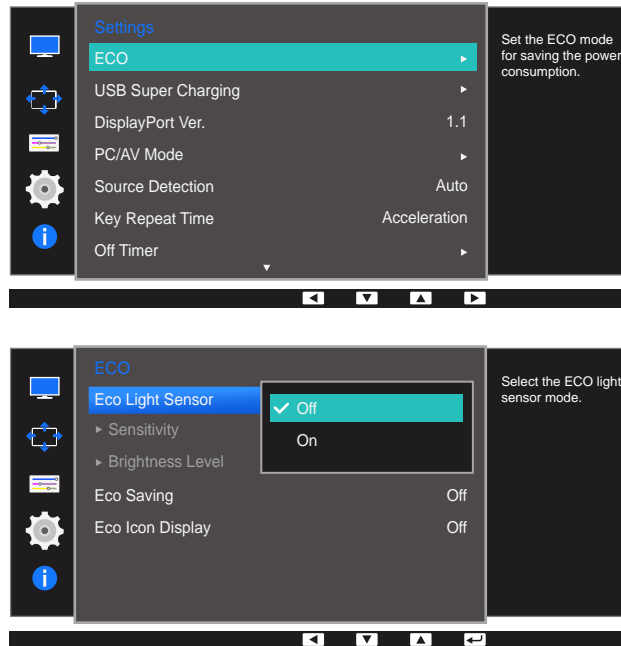 Settings
ECO
USB Super Charging
DisplayPort Ver. 1.1
PC/AV Mode
Source Detection Auto
Key Repeat Time Acceleration
Off Timer
Set the ECO mode
for saving the power
consumption.
ECO
Eco Light Sensor
Sensitivity
Brightness Level
Off
On
Eco Saving Off
Eco Icon Display Off
Select the ECO light
sensor mode.